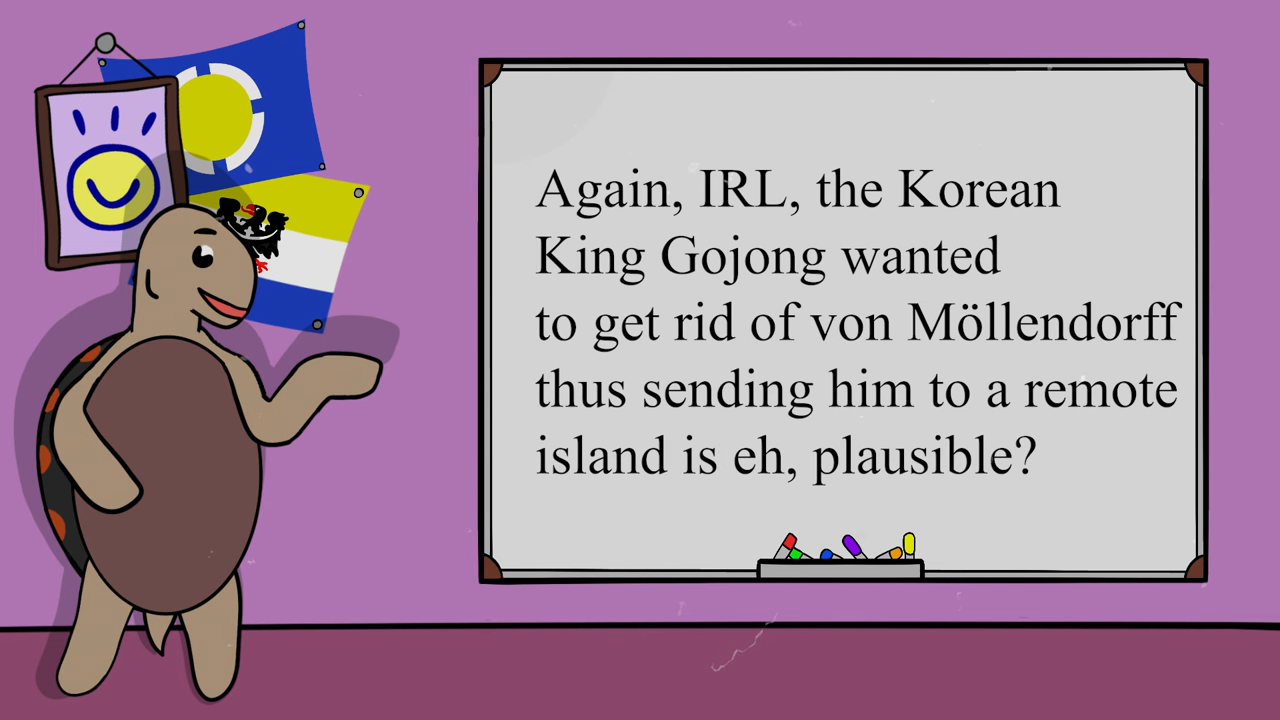 Again, IRL, the Korean
King Gojong wanted
to get rid of von Möllendorff
thus sending him to a remote
island is eh, plausible?